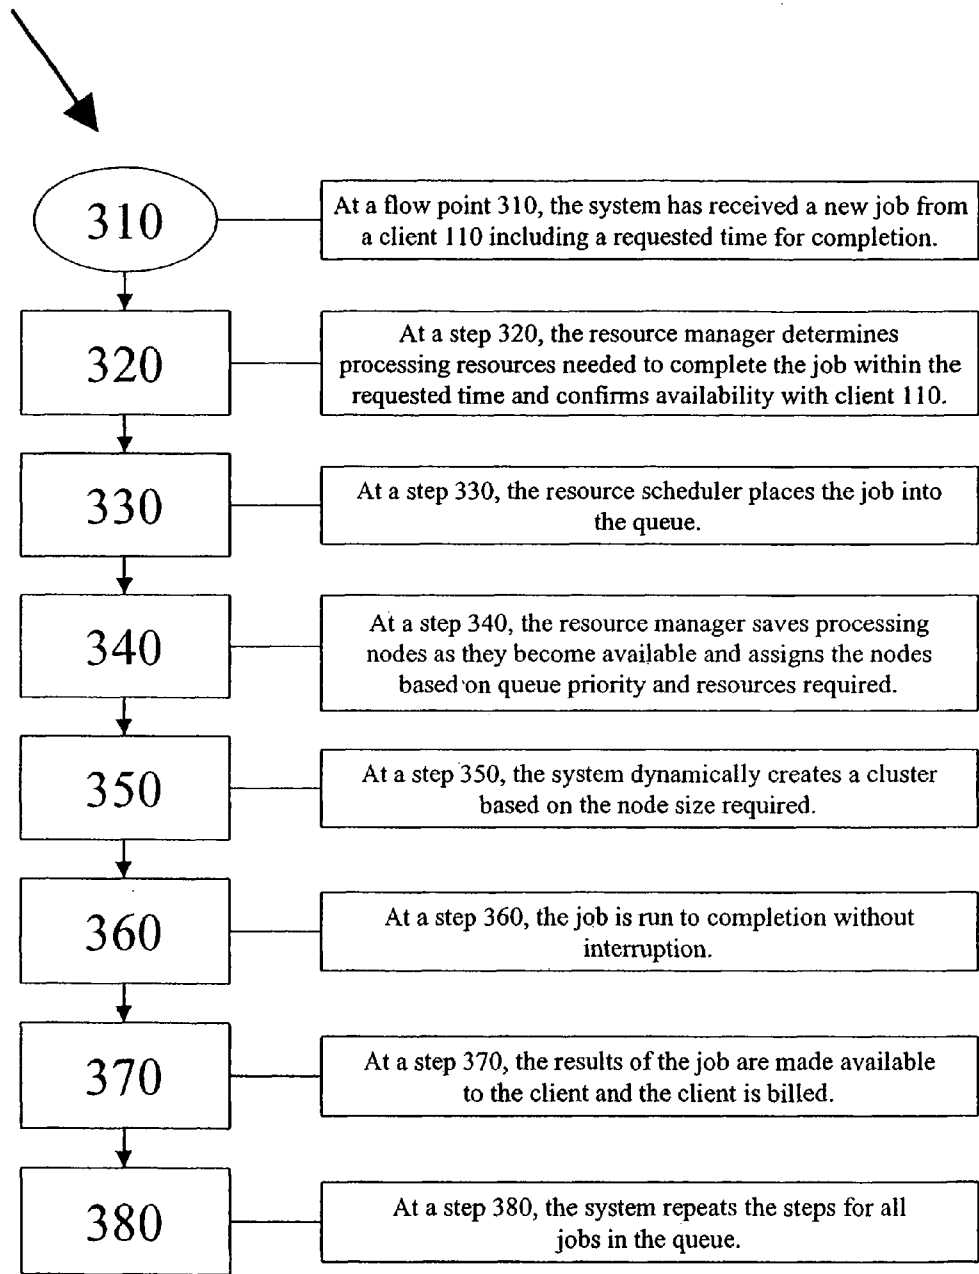 310
At a flow point 310, the system has received a new job from
a client 110 including a requested time for completion.
320
At a step 320, the resource manager determines
processing resources needed to complete the job within the
requested time and confirms availability with client 110.
330
At a step 330, the resource scheduler places the job into
the queue.
340
At a step 340, the resource manager saves processing
nodes as they become available and assigns the nodes
based on queue priority and resources required.
350
At a step 350, the system dynamically creates a cluster
based on the node size required.
360
At a step 360, the job is run to completion without
interruption.
370
At a step 370, the results of the job are made available
to the client and the client is billed.
380
At a step 380, the system repeats the steps for all
jobs in the queue.